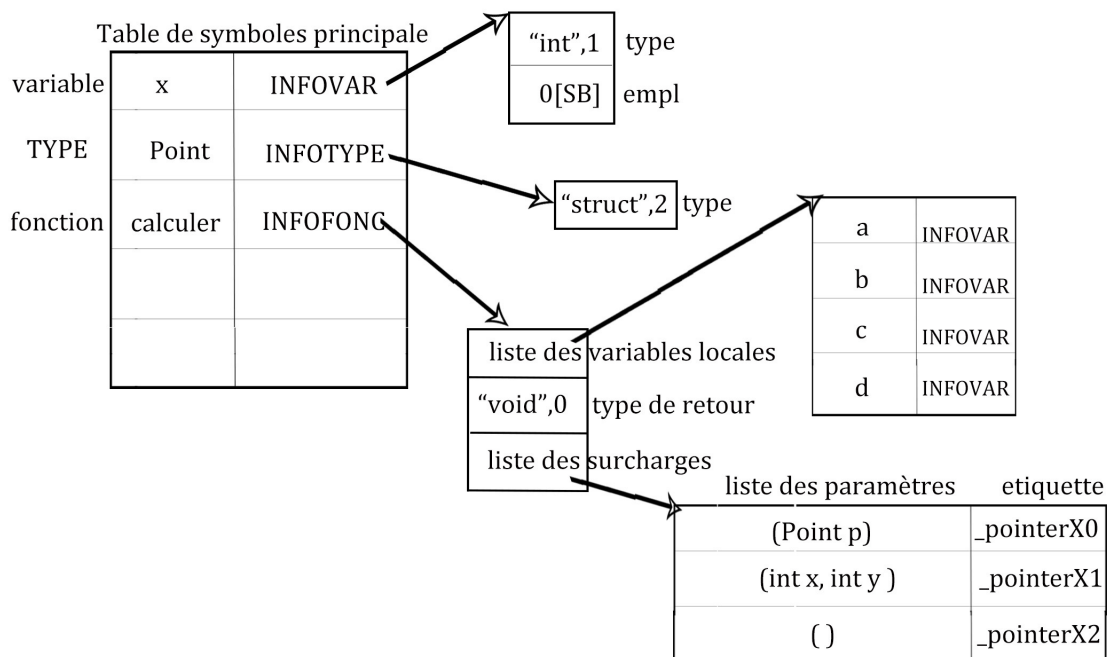 Table de symboles principale
variable x INFOVAR
TYPE Point INFOTYPE
fonction calculer INFOFONC
“int”,1 type
0[SB] empl
“struct”,2 type
a INFOVAR
b INFOVAR
c INFOVAR
d INFOVAR
liste des variables locales
“void”,0 type de retour
liste des surcharges
liste des paramètres etiquette
(Point p) _pointerX0
(int x, int y ) _pointerX1
( ) _pointerX2